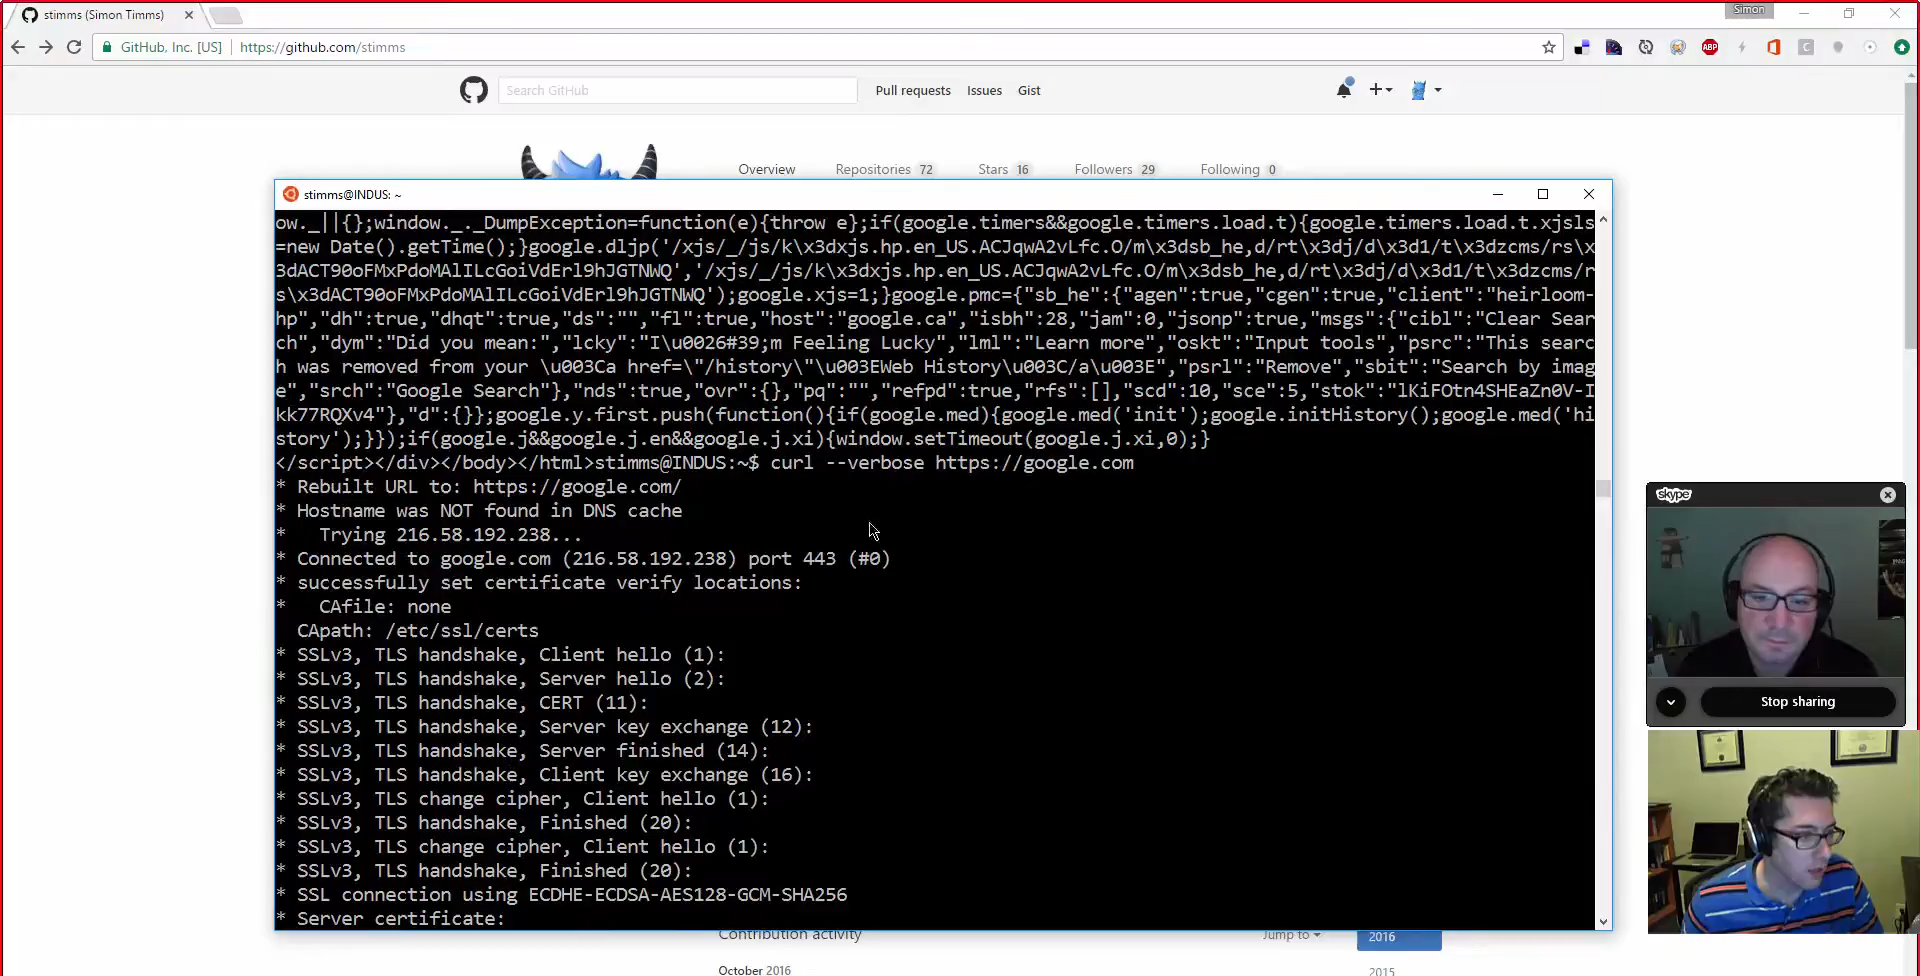 stimms (Simon Timms)
Simon
GitHub, Inc. [US]
https://github.com/stimms
ABP
C
Search GitHub
Pull requests
Issues
Gist
Overview
Repositories 72
Stars 16
Followers 29
Following 0
stimms@INDUS: ~
ow._||{};window._._DumpException=function(e){throw e};if(google.timers&&google.timers.load.t){google.timers.load.t.xjsls
=new Date().getTime();}google.dljp('/xjs/_/js/k\x3dxjs.hp.en_US.ACJqwA2vLfc.O/m\x3dsb_he,d/rt\x3dj/d\x3d1/t\x3dzcms/rs\x
3dACT90oFMxPdoMAlILcGoiVdErl9hJGTNWQ','/xjs/_/js/k\x3dxjs.hp.en_US.ACJqwA2vLfc.O/m\x3dsb_he,d/rt\x3dj/d\x3d1/t\x3dzcms/r
s\x3dACT90oFMxPdoMAlILcGoiVdErl9hJGTNWQ');google.xjs=1;}google.pmc={"sb_he":{"agen":true,"cgen":true,"client":"heirloom-
hp","dh":true,"dhqt":true,"ds":"","fl":true,"host":"google.ca","isbh":28,"jam":0,"jsonp":true,"msgs":{"cibl":"Clear Sear
ch","dym":"Did you mean:","lcky":"I\u0026#39;m Feeling Lucky","lml":"Learn more","oskt":"Input tools","psrc":"This searc
h was removed from your \u003Ca href=\"/history\"\u003EWeb History\u003C/a\u003E","psrl":"Remove","sbit":"Search by imag
e","srch":"Google Search"},"nds":true,"ovr":{},"pq":"","refpd":true,"rfs":[],"scd":10,"sce":5,"stok":"lKiFOtn4SHEaZn0V-I
kk77RQXv4"},"d":{}};google.y.first.push(function(){if(google.med){google.med('init');google.initHistory();google.med('hi
story');}});if(google.j&&google.j.en&&google.j.xi){window.setTimeout(google.j.xi,0);}
</script></div></body></html>stimms@INDUS:~$ curl --verbose https://google.com
* Rebuilt URL to: https://google.com/
* Hostname was NOT found in DNS cache
*   Trying 216.58.192.238...
* Connected to google.com (216.58.192.238) port 443 (#0)
* successfully set certificate verify locations:
*   CAfile: none
  CApath: /etc/ssl/certs
* SSLv3, TLS handshake, Client hello (1):
* SSLv3, TLS handshake, Server hello (2):
* SSLv3, TLS handshake, CERT (11):
* SSLv3, TLS handshake, Server key exchange (12):
* SSLv3, TLS handshake, Server finished (14):
* SSLv3, TLS handshake, Client key exchange (16):
* SSLv3, TLS change cipher, Client hello (1):
* SSLv3, TLS handshake, Finished (20):
* SSLv3, TLS change cipher, Client hello (1):
* SSLv3, TLS handshake, Finished (20):
* SSL connection using ECDHE-ECDSA-AES128-GCM-SHA256
* Server certificate:
skype
Stop sharing
Contribution activity
Jump to
2016
October 2016
2015